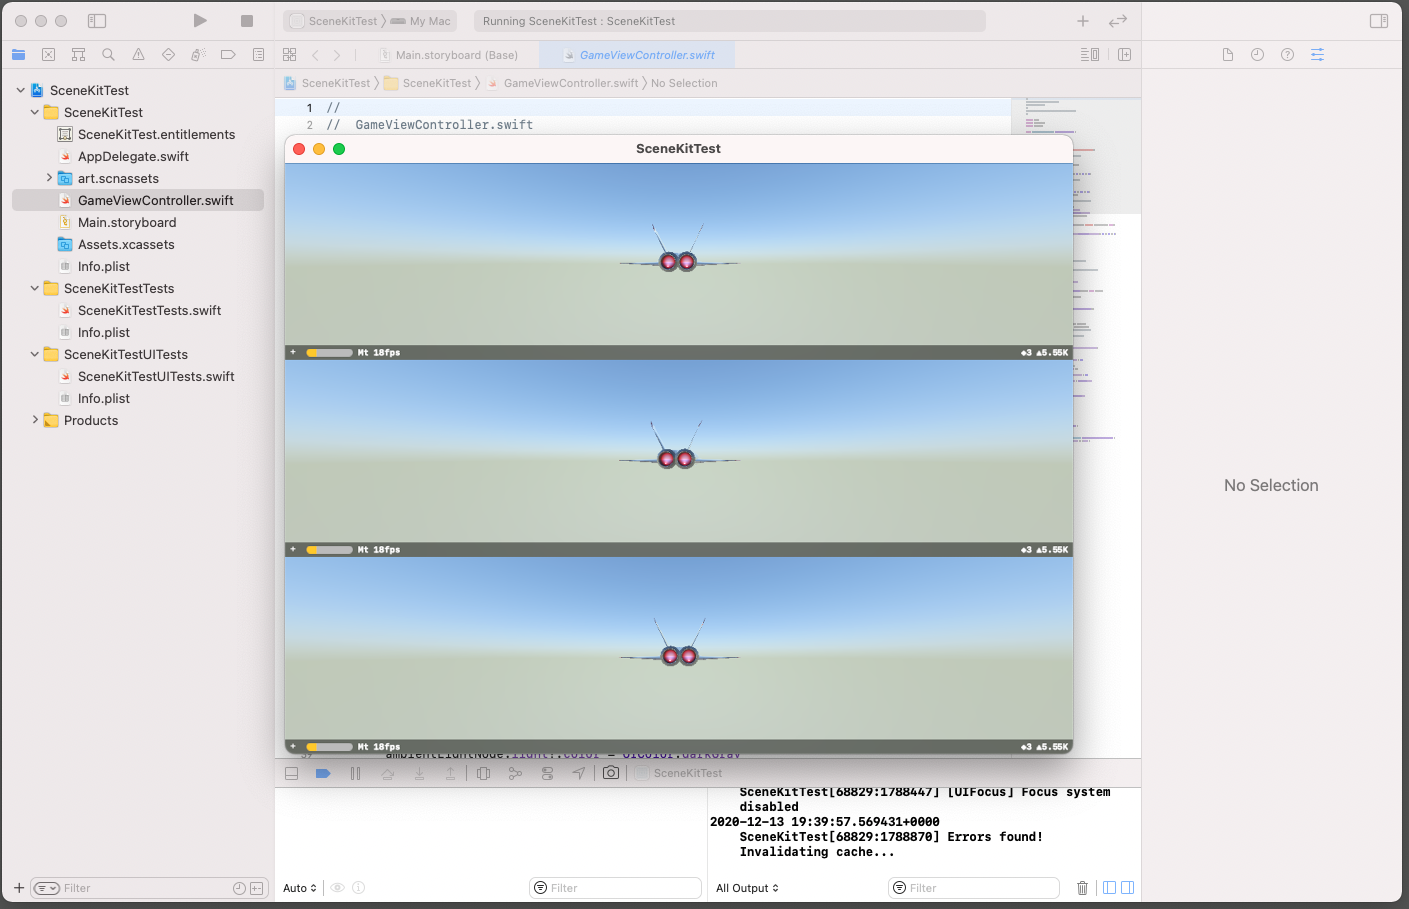 SceneKitTest
My Mac
Running SceneKitTest : SceneKitTest
Main.storyboard (Base)
GameViewController.swift
SceneKitTest
SceneKitTest
GameViewController.swift
No Selection
SceneKitTest
SceneKitTest
SceneKitTest.entitlements
AppDelegate.swift
art.scnassets
GameViewController.swift
Main.storyboard
Assets.xcassets
Info.plist
SceneKitTestTests
SceneKitTestTests.swift
Info.plist
SceneKitTestUITests
SceneKitTestUITests.swift
Info.plist
Products
Filter
1 //
2 // GameViewController.swift
SceneKitTest
+ Mt 18fps ◆3 ▲5.55K
+ Mt 18fps ◆3 ▲5.55K
+ Mt 18fps ◆3 ▲5.55K
39 ambientLightNode.light!.color = UIColor.darkGray
SceneKitTest
SceneKitTest[68829:1788447] [UIFocus] Focus system
disabled
2020-12-13 19:39:57.569431+0000
SceneKitTest[68829:1788870] Errors found!
Invalidating cache...
Auto
Filter
All Output
Filter
No Selection